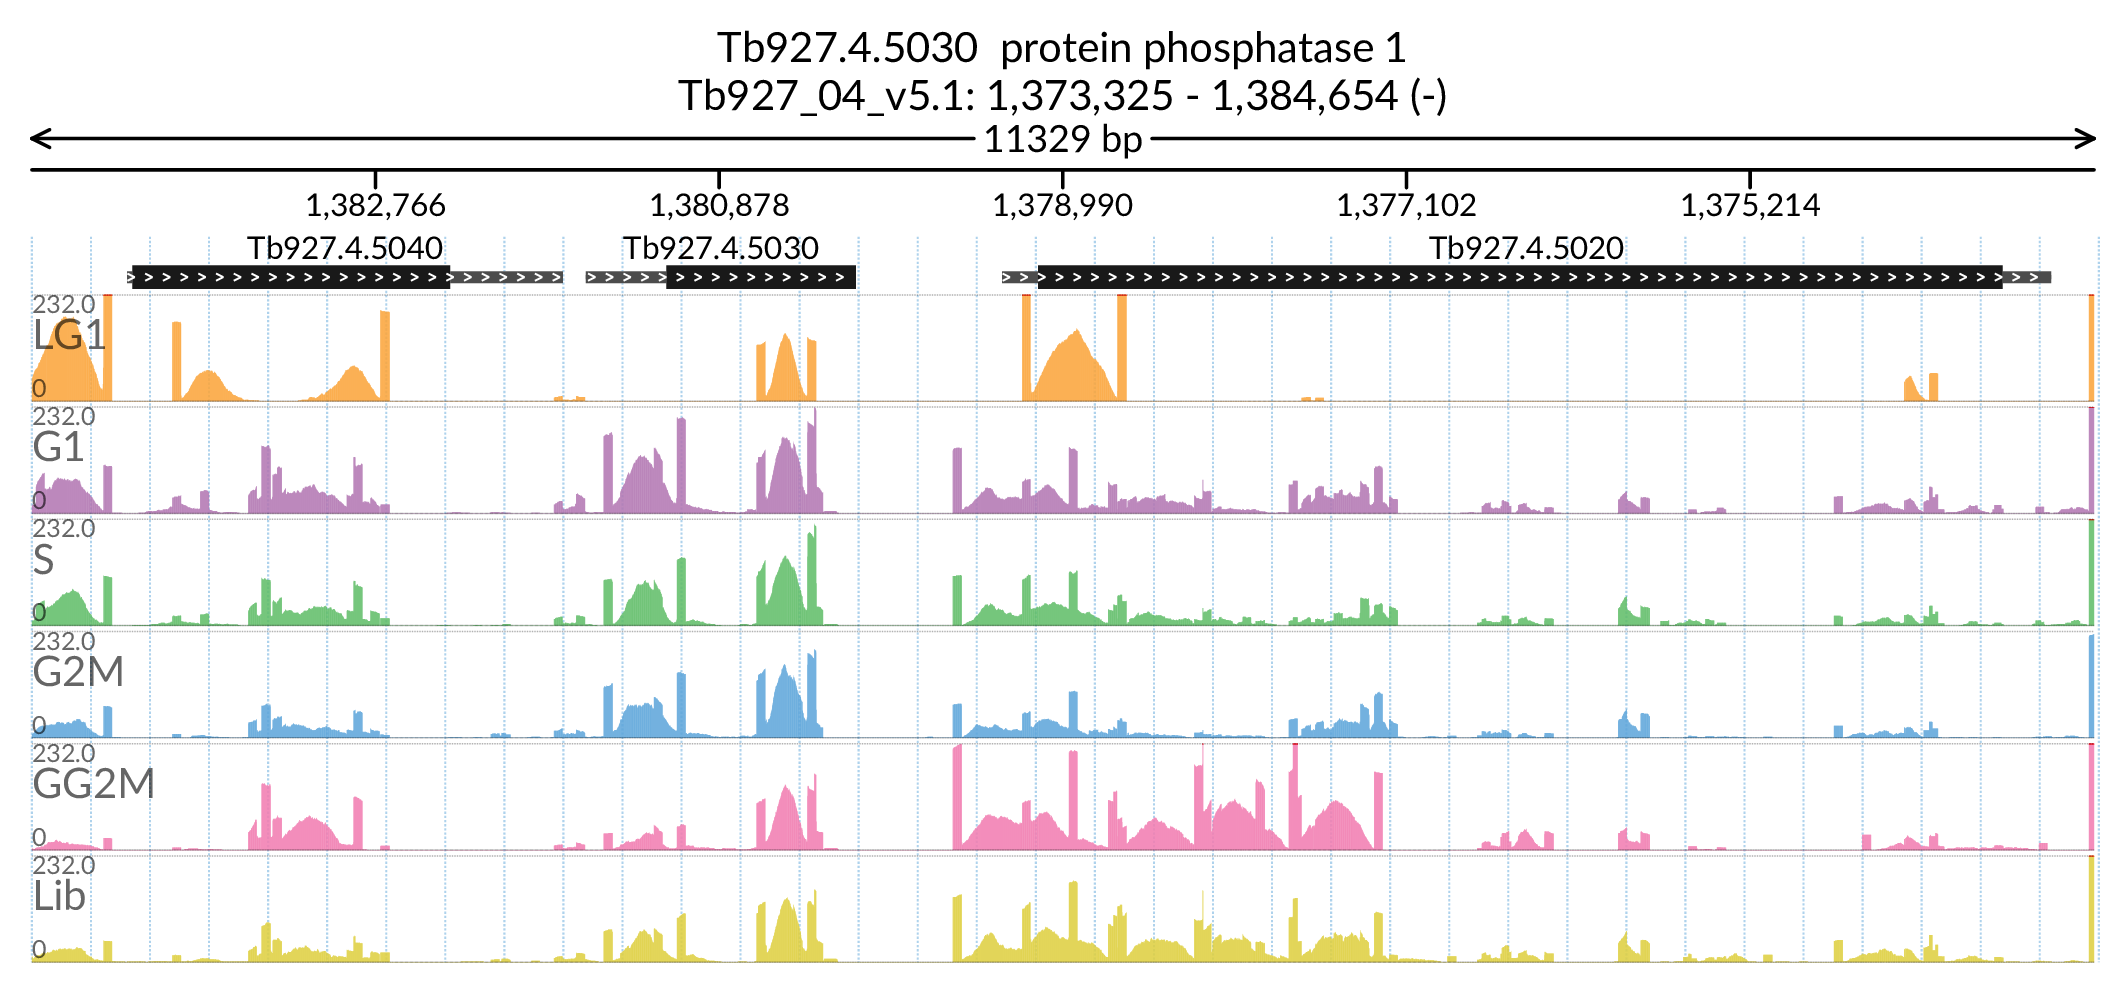 Tb927.4.5030  protein phosphatase 1
Tb927_04_v5.1: 1,373,325 - 1,384,654 (-)
11329 bp
1,382,766 1,380,878 1,378,990 1,377,102 1,375,214
Tb927.4.5040 Tb927.4.5030 Tb927.4.5020
232.0
LG1
0
232.0
G1
0
232.0
S
0
232.0
G2M
0
232.0
GG2M
0
232.0
Lib
0